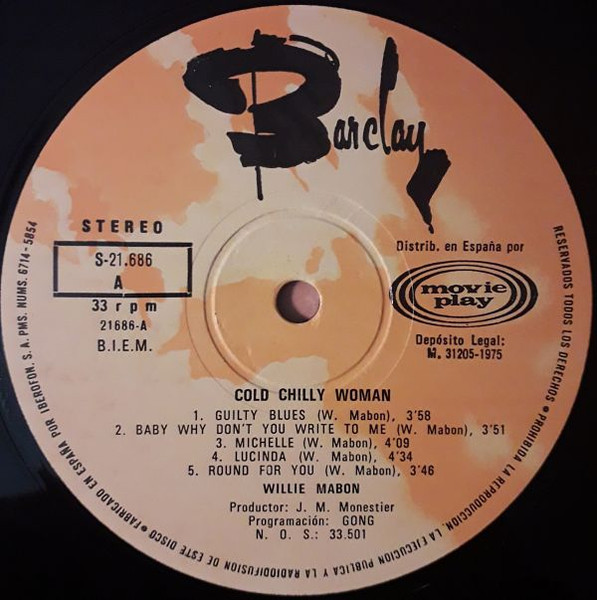 Barclay
STEREO
S-21.686
A
33 rpm
21686-A
B.I.E.M.
Distrib. en España por
movie
play
Depósito Legal:
M. 31205-1975
COLD CHILLY WOMAN
1. GUILTY BLUES (W. Mabon), 3'58
2. BABY WHY DON'T YOU WRITE TO ME (W. Mabon), 3'51
3. MICHELLE (W. Mabon), 4'09
4. LUCINDA (W. Mabon), 4'34
5. ROUND FOR YOU (W. Mabon), 3'46
WILLIE MABON
Productor: J. M. Monestier
Programación: GONG
N. O. S.: 33.501
RESERVADOS TODOS LOS DERECHOS • PROHIBIDA LA REPRODUCCION, LA EJECUCION PUBLICA Y LA RADIODIFUSION DE ESTE DISCO • FABRICADO EN ESPAÑA POR IBEROFON, S. A. PMS. NUMS. 6714-5854